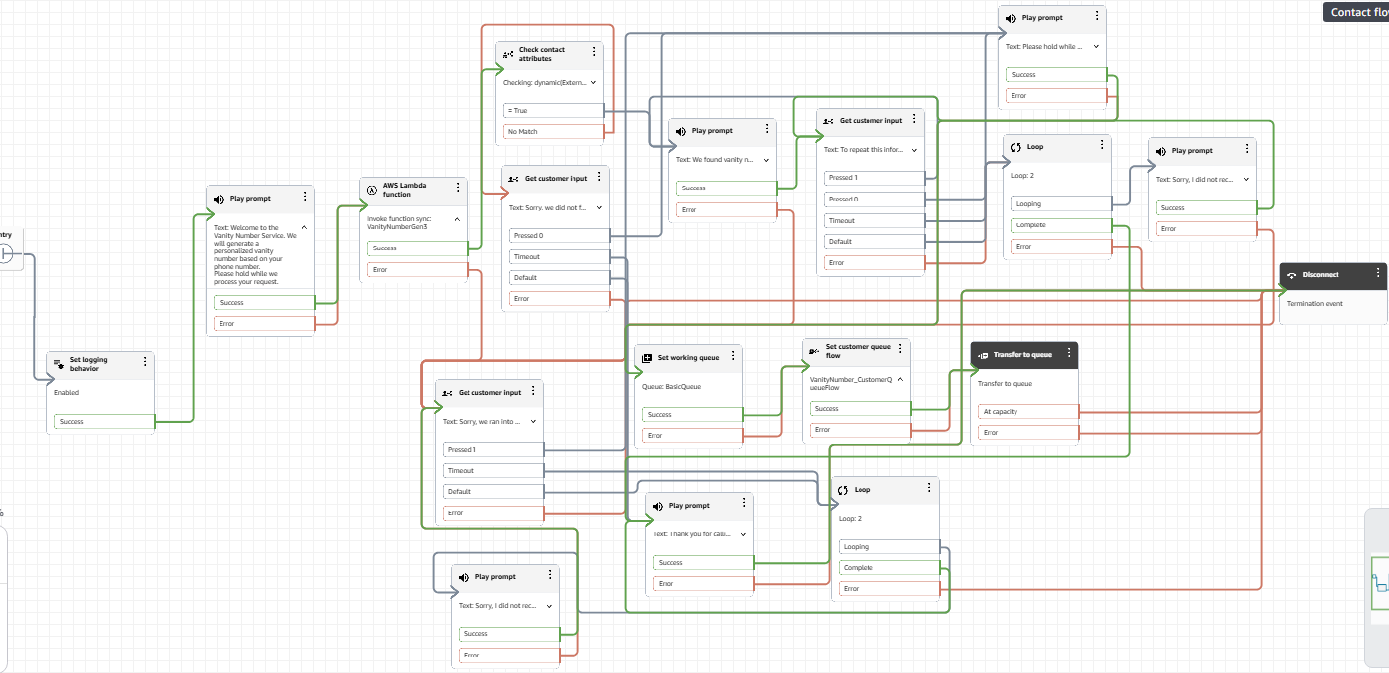 Contact flo
ntry
Set logging
behavior
Enabled
Success
Play prompt
Text: Welcome to the
Vanity Number Service. We
will generate a
personalized vanity
number based on your
phone number.
Please hold while we
process your request.
Success
Error
AWS Lambda
function
Invoke function sync:
VanityNumberGen3
Success
Error
Check contact
attributes
Checking: dynamic(Extern...
= True
No Match
Get customer input
Text: Sorry, we did not f...
Pressed 0
Timeout
Default
Error
Play prompt
Text: We found vanity n...
Success
Error
Get customer input
Text: To repeat this infor...
Pressed 1
Pressed 0
Timeout
Default
Error
Play prompt
Text: Please hold while ...
Success
Error
Loop
Loop: 2
Looping
Complete
Error
Play prompt
Text: Sorry, I did not rec...
Success
Error
Disconnect
Termination event
Get customer input
Text: Sorry, we ran into ...
Pressed 1
Timeout
Default
Error
Set working queue
Queue: BasicQueue
Success
Error
Set customer queue
flow
VanityNumber_CustomerQ
ueueFlow
Success
Error
Transfer to queue
Transfer to queue
At capacity
Error
Play prompt
Text: Thank you for calli...
Success
Error
Loop
Loop: 2
Looping
Complete
Error
Play prompt
Text: Sorry, I did not rec...
Success
Error
%